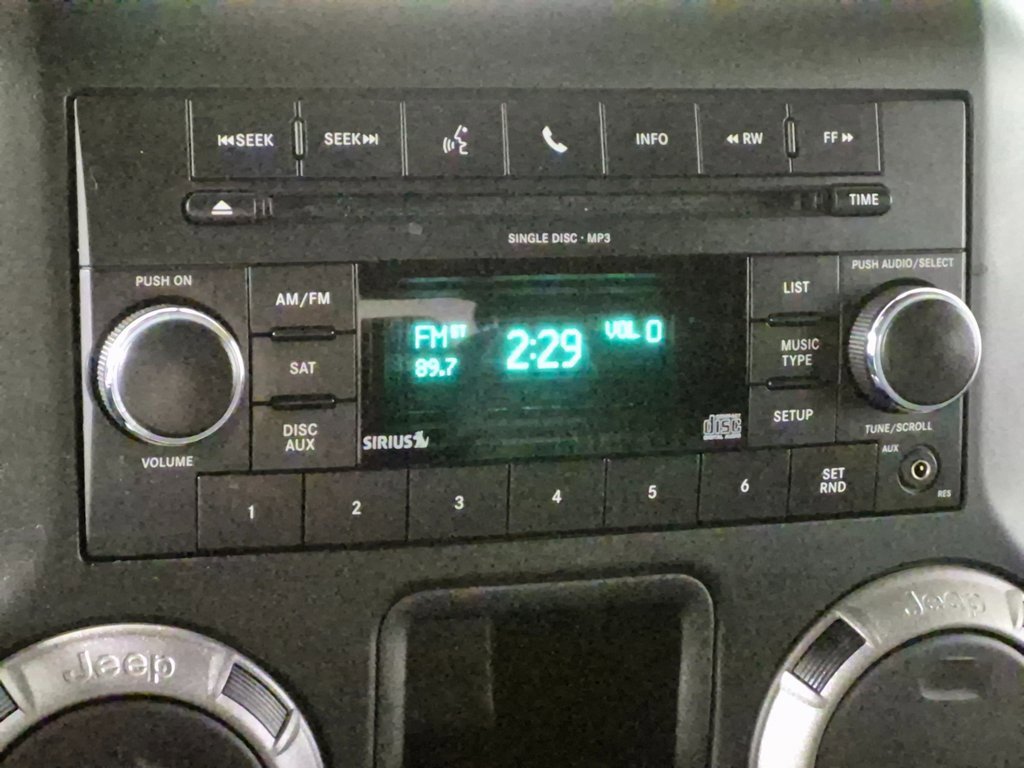 SEEK
SEEK
INFO
RW
FF
TIME
SINGLE DISC · MP3
PUSH ON
AM/FM
SAT
DISC
AUX
VOLUME
FM ST
89.7
2:29
VOL 0
SIRIUS
disc
DIGITAL AUDIO
LIST
MUSIC
TYPE
SETUP
PUSH AUDIO/SELECT
TUNE/SCROLL
AUX
RES
1
2
3
4
5
6
SET
RND
Jeep
Jeep